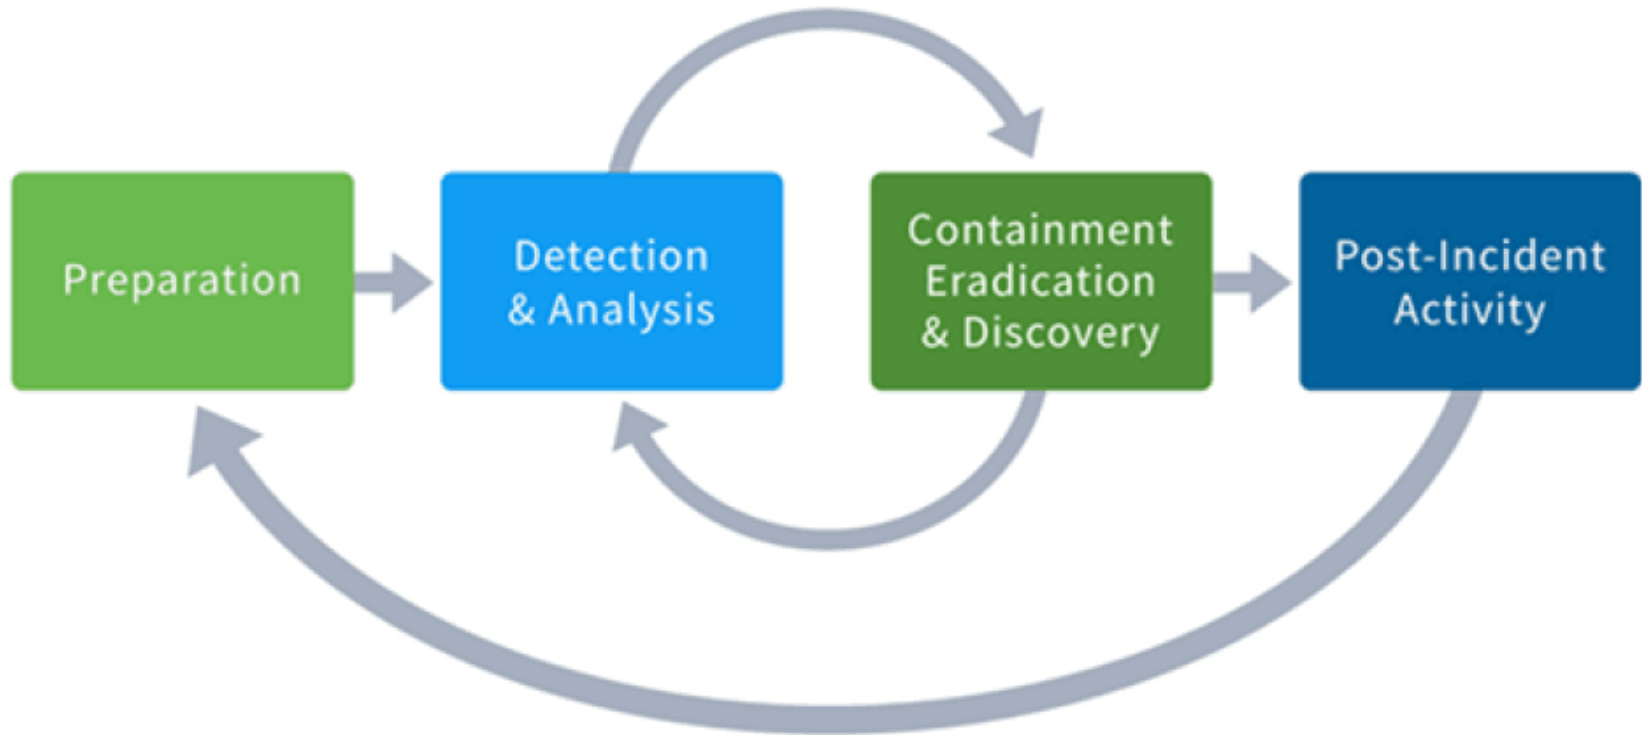 Preparation
Detection
& Analysis
Containment
Eradication
& Discovery
Post-Incident
Activity